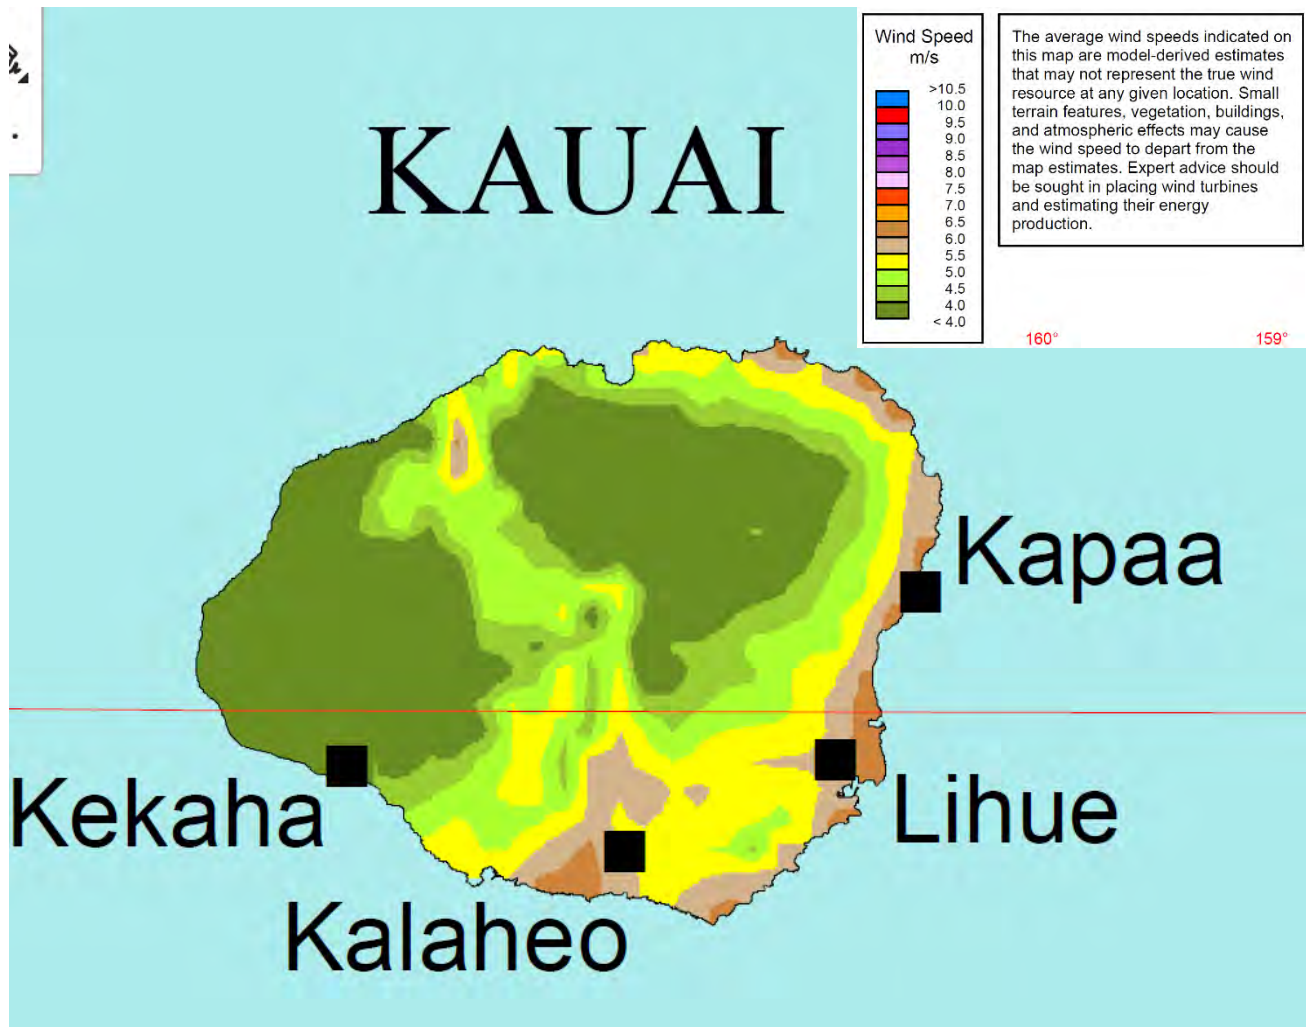 KAUAI
Wind Speed
m/s
>10.5
10.0
9.5
9.0
8.5
8.0
7.5
7.0
6.5
6.0
5.5
5.0
4.5
4.0
< 4.0
The average wind speeds indicated on
this map are model-derived estimates
that may not represent the true wind
resource at any given location. Small
terrain features, vegetation, buildings,
and atmospheric effects may cause
the wind speed to depart from the
map estimates. Expert advice should
be sought in placing wind turbines
and estimating their energy
production.
160°
159°
Kapaa
Kekaha
Lihue
Kalaheo